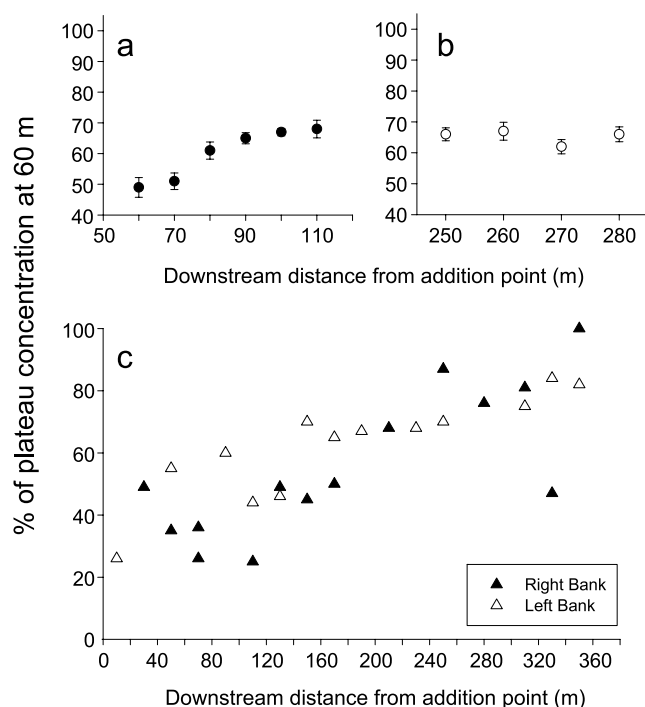 a
100
90
80
70
60
50
40
50 70 90 110
b
100
90
80
70
60
50
40
250 260 270 280
Downstream distance from addition point (m)
% of plateau concentration at 60 m
c
100
80
60
40
20
0
0 40 80 120 160 200 240 280 320 360
Right Bank
Left Bank
Downstream distance from addition point (m)